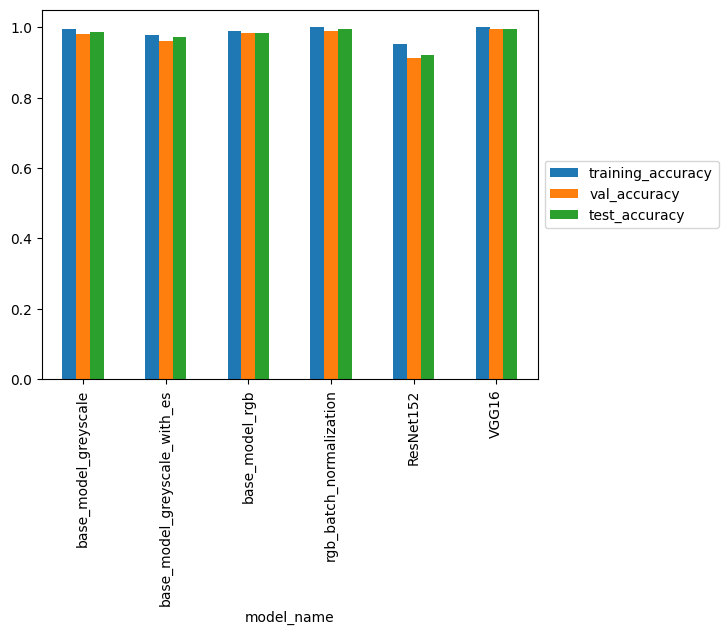 1.0
0.8
0.6
0.4
0.2
0.0
training_accuracy
val_accuracy
test_accuracy
base_model_greyscale
base_model_greyscale_with_es
base_model_rgb
rgb_batch_normalization
ResNet152
VGG16
model_name